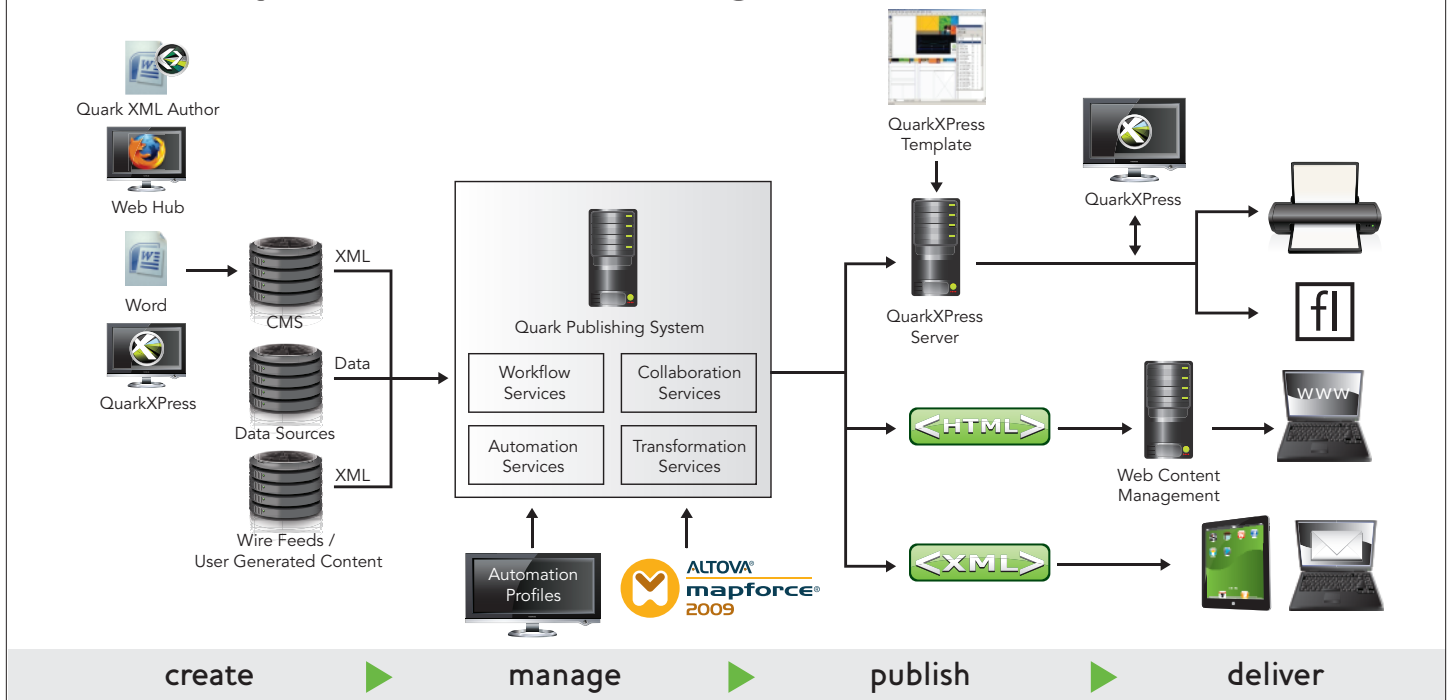 Quark XML Author
Web Hub
Word
QuarkXPress
XML
CMS
Data
Data Sources
XML
Wire Feeds /
User Generated Content
Quark Publishing System
Workflow
Services
Collaboration
Services
Automation
Services
Transformation
Services
Automation
Profiles
ALTOVA®
mapforce®
2009
QuarkXPress
Template
QuarkXPress
Server
QuarkXPress
fl
<HTML>
Web Content
Management
WWW
<XML>
create
manage
publish
deliver